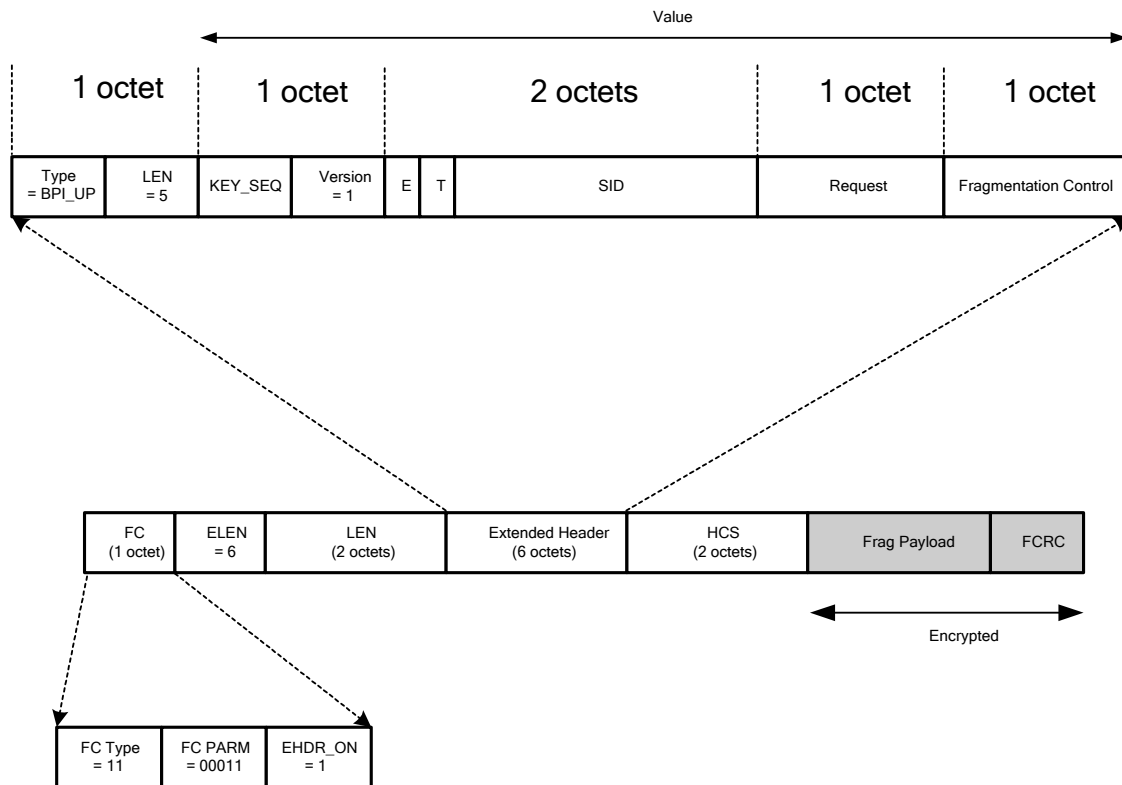 Value
1 octet
1 octet
2 octets
1 octet
1 octet
Type
= BPI_UP
LEN
= 5
KEY_SEQ
Version
= 1
E
T
SID
Request
Fragmentation Control
FC
(1 octet)
ELEN
= 6
LEN
(2 octets)
Extended Header
(6 octets)
HCS
(2 octets)
Frag Payload
FCRC
Encrypted
FC Type
= 11
FC PARM
= 00011
EHDR_ON
= 1